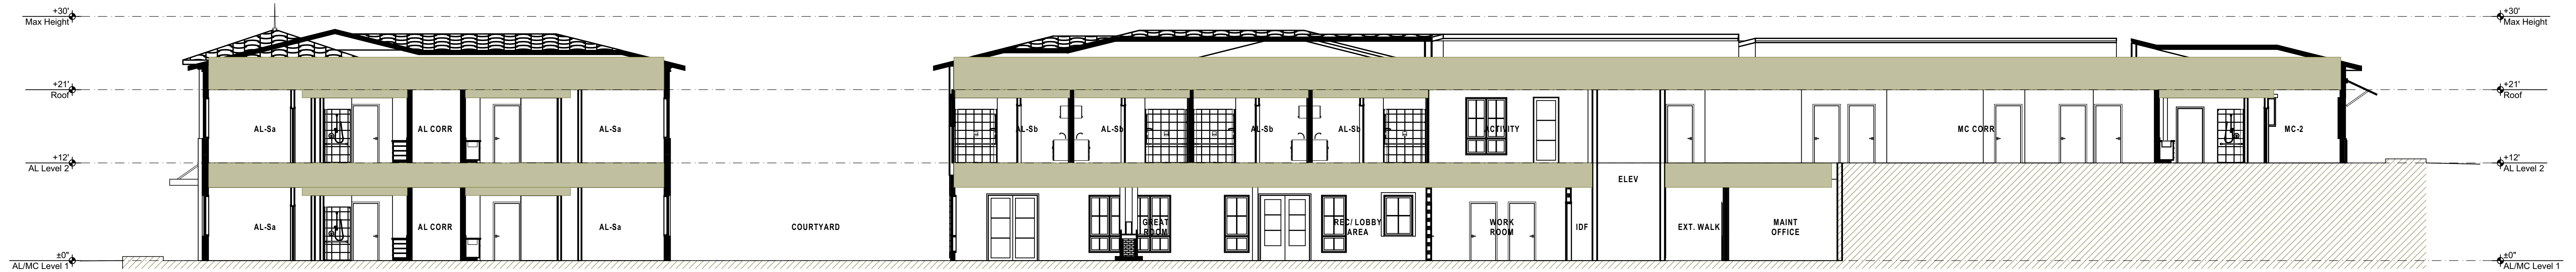 +30'
Max Height
+30'
Max Height
+21'
Roof
+21'
Roof
AL-Sa
AL CORR
AL-Sa
AL-Sb
AL-Sb
AL-Sb
AL-Sb
ACTIVITY
MC CORR
MC-2
+12'
AL Level 2
+12'
AL Level 2
ELEV
AL-Sa
AL CORR
AL-Sa
COURTYARD
GREAT
ROOM
REC/ LOBBY
AREA
WORK
ROOM
IDF
EXT. WALK
MAINT
OFFICE
±0"
AL/MC Level 1
±0"
AL/MC Level 1